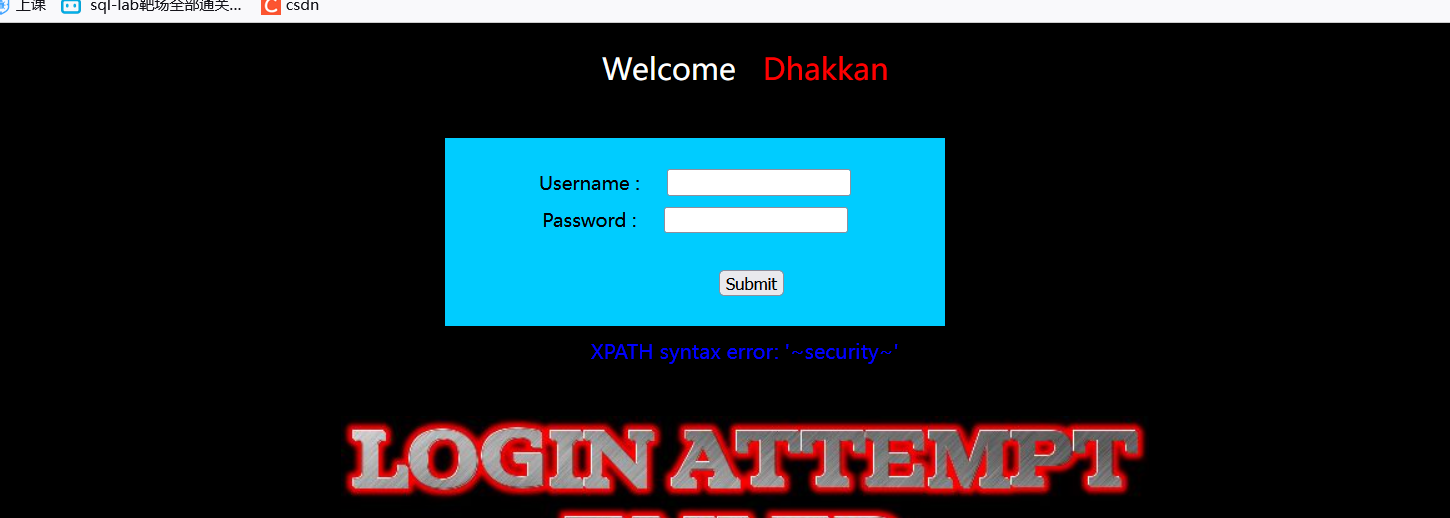 上课 sql-lab靶场全部通关... csdn
Welcome Dhakkan
Username :
Password :
Submit
XPATH syntax error: '~security~'
LOGIN ATTEMPT